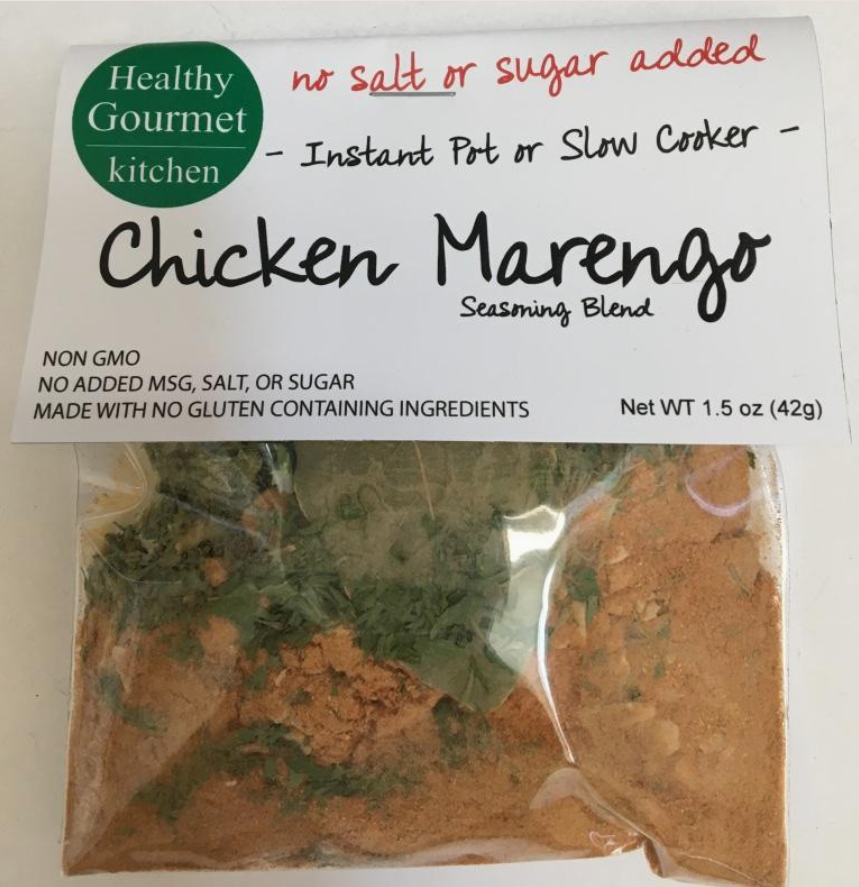 Healthy
Gourmet
kitchen
no salt or sugar added
- Instant Pot or Slow Cooker -
Chicken Marengo
Seasoning Blend
NON GMO
NO ADDED MSG, SALT, OR SUGAR
MADE WITH NO GLUTEN CONTAINING INGREDIENTS
Net WT 1.5 oz (42g)